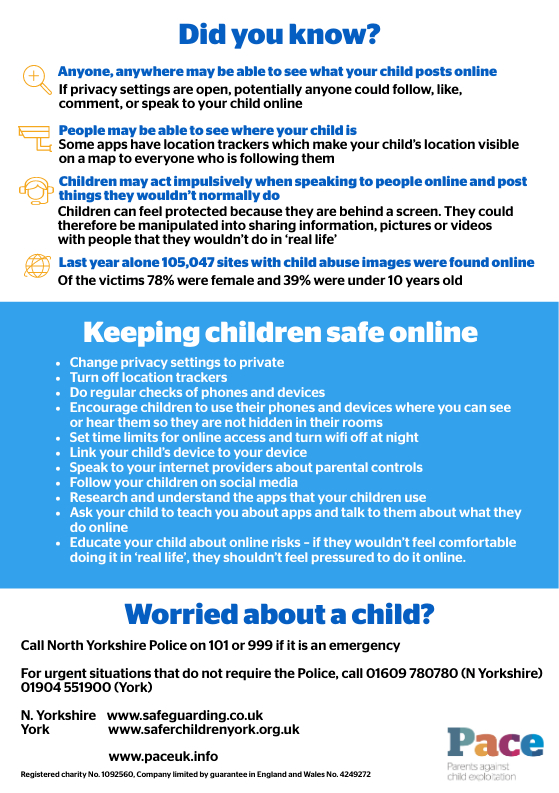 Did you know?
Anyone, anywhere may be able to see what your child posts online
If privacy settings are open, potentially anyone could follow, like,
comment, or speak to your child online
People may be able to see where your child is
Some apps have location trackers which make your child's location visible
on a map to everyone who is following them
Children may act impulsively when speaking to people online and post
things they wouldn't normally do
Children can feel protected because they are behind a screen. They could
therefore be manipulated into sharing information, pictures or videos
with people that they wouldn't do in 'real life'
Last year alone 105,047 sites with child abuse images were found online
Of the victims 78% were female and 39% were under 10 years old
Keeping children safe online
• Change privacy settings to private
• Turn off location trackers
• Do regular checks of phones and devices
• Encourage children to use their phones and devices where you can see
or hear them so they are not hidden in their rooms
• Set time limits for online access and turn wifi off at night
• Link your child's device to your device
• Speak to your internet providers about parental controls
• Follow your children on social media
• Research and understand the apps that your children use
• Ask your child to teach you about apps and talk to them about what they
do online
• Educate your child about online risks – if they wouldn't feel comfortable
doing it in 'real life', they shouldn't feel pressured to do it online.
Worried about a child?
Call North Yorkshire Police on 101 or 999 if it is an emergency
For urgent situations that do not require the Police, call 01609 780780 (N Yorkshire)
01904 551900 (York)
N. Yorkshire www.safeguarding.co.uk
York www.saferchildrenyork.org.uk
www.paceuk.info
Registered charity No. 1092560, Company limited by guarantee in England and Wales No. 4249272
Pace
Parents against
child exploitation